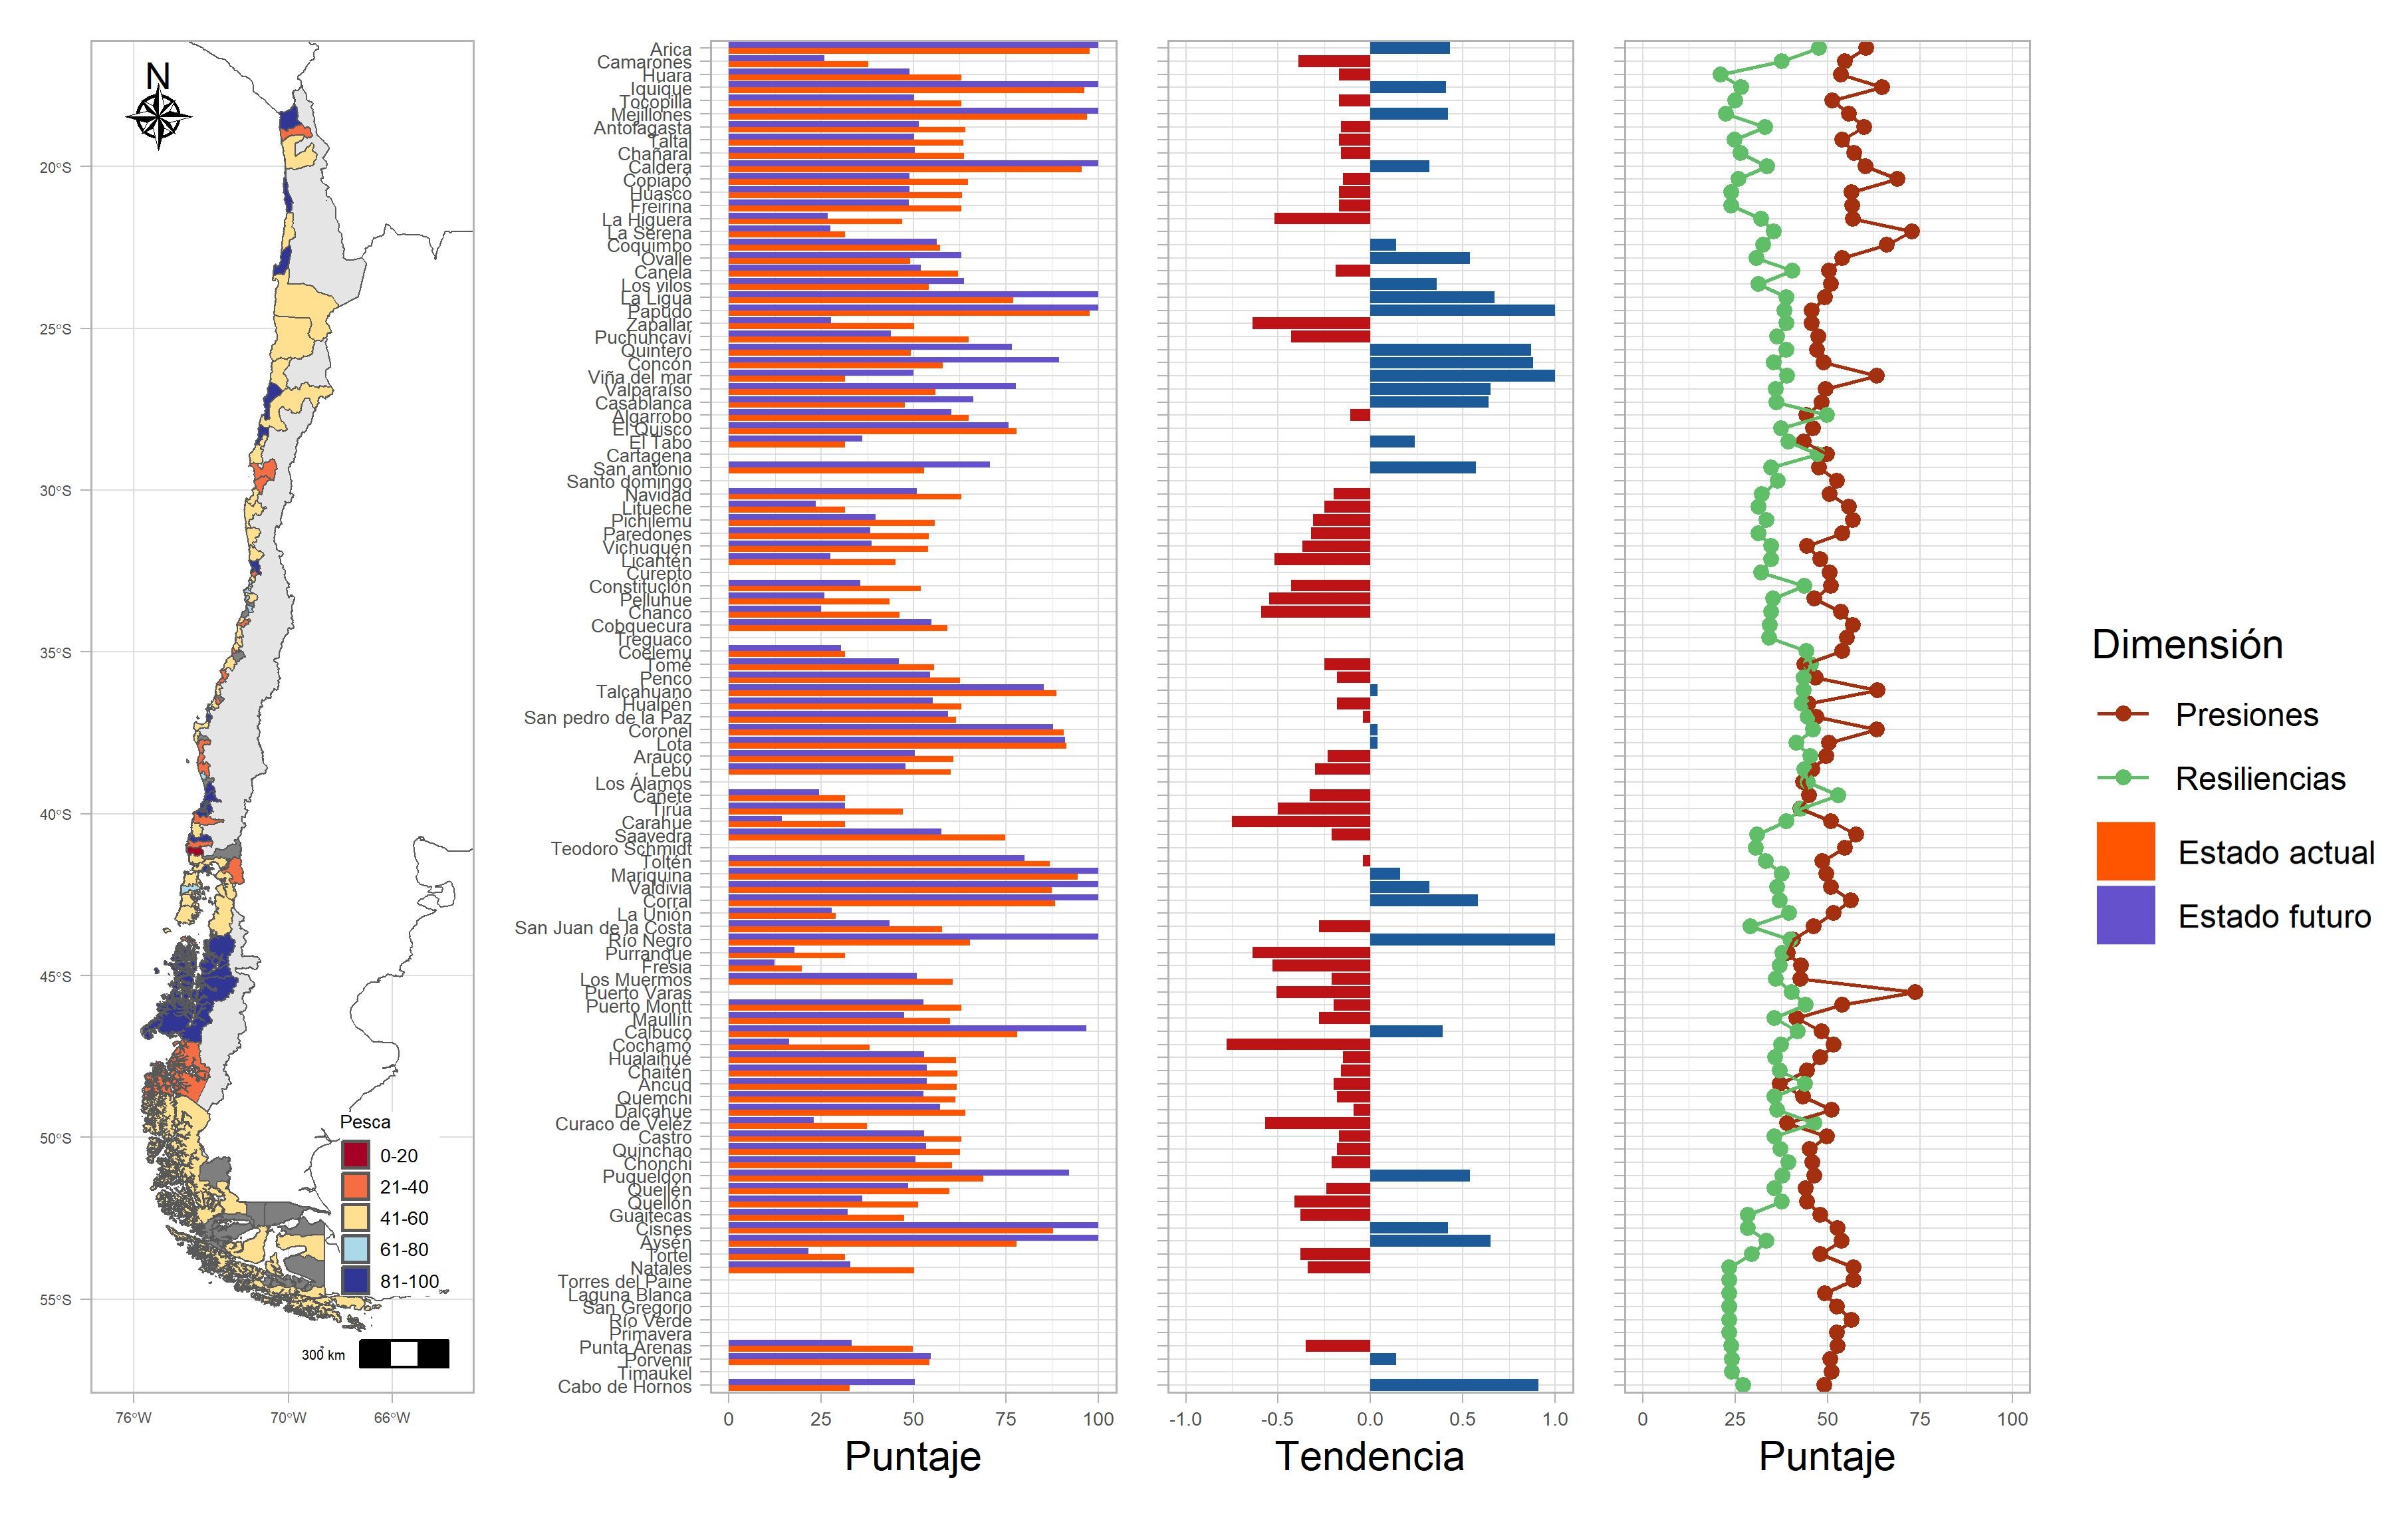 N
20°S
25°S
30°S
35°S
40°S
45°S
50°S
55°S
76°W
70°W
66°W
Pesca
0-20
21-40
41-60
61-80
81-100
300 km
Arica
Camarones
Huara
Iquique
Tocopilla
Mejillones
Antofagasta
Taltal
Chañaral
Caldera
Copiapó
Huasco
Freirina
La Higuera
La Serena
Coquimbo
Ovalle
Canela
Los vilos
La Ligua
Papudo
Zapallar
Puchuncaví
Quintero
Concón
Viña del mar
Valparaíso
Casablanca
Algarrobo
El Quisco
El Tabo
Cartagena
San antonio
Santo domingo
Navidad
Litueche
Pichilemu
Paredones
Vichuquén
Licantén
Curepto
Constitución
Pelluhue
Chanco
Cobquecura
Treguaco
Coelemu
Tomé
Penco
Talcahuano
Hualpén
San pedro de la Paz
Coronel
Lota
Arauco
Lebu
Los Álamos
Cañete
Tirúa
Carahue
Saavedra
Teodoro Schmidt
Toltén
Mariquina
Valdivia
Corral
La Unión
San Juan de la Costa
Río Negro
Purranque
Fresia
Los Muermos
Puerto Varas
Puerto Montt
Maullín
Calbuco
Cochamó
Hualaihué
Chaitén
Ancud
Quemchi
Dalcahue
Curaco de Veléz
Castro
Quinchao
Chonchi
Puqueldon
Queilén
Quellón
Guaitecas
Cisnes
Aysén
Tortel
Natales
Torres del Paine
Laguna Blanca
San Gregorio
Río Verde
Primavera
Punta Arenas
Porvenir
Timaukel
Cabo de Hornos
0 25 50 75 100
Puntaje
-1.0 -0.5 0.0 0.5 1.0
Tendencia
0 25 50 75 100
Puntaje
Dimensión
Presiones
Resiliencias
Estado actual
Estado futuro